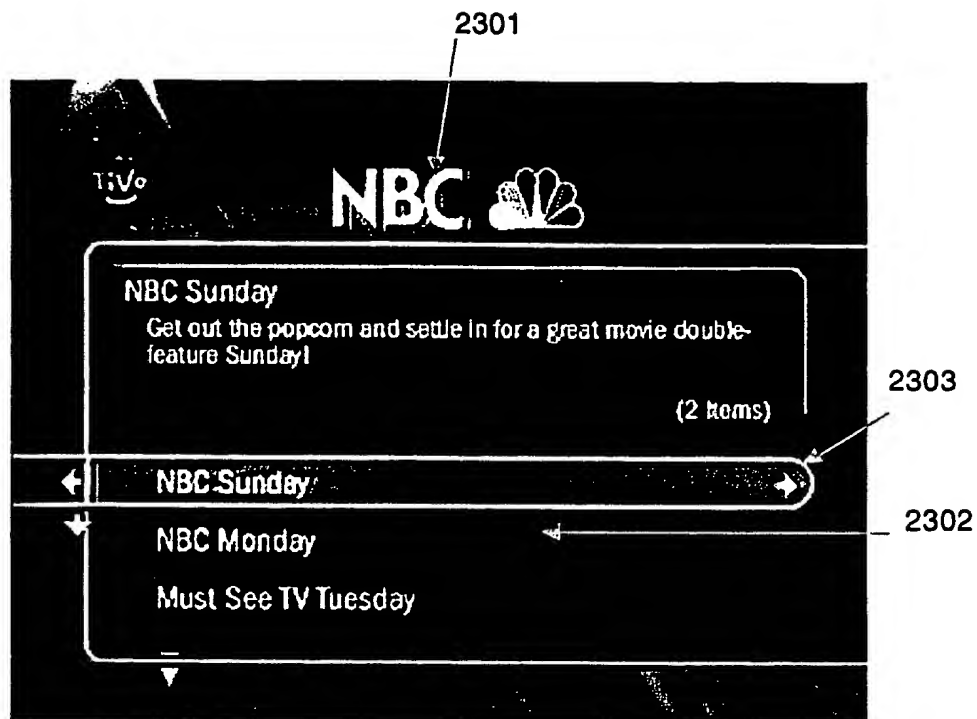 2301
TiVo
NBC
NBC Sunday
Get out the popcorn and settle in for a great movie double-
feature Sunday!
2303
(2 Items)
NBC Sunday
2302
NBC Monday
Must See TV Tuesday